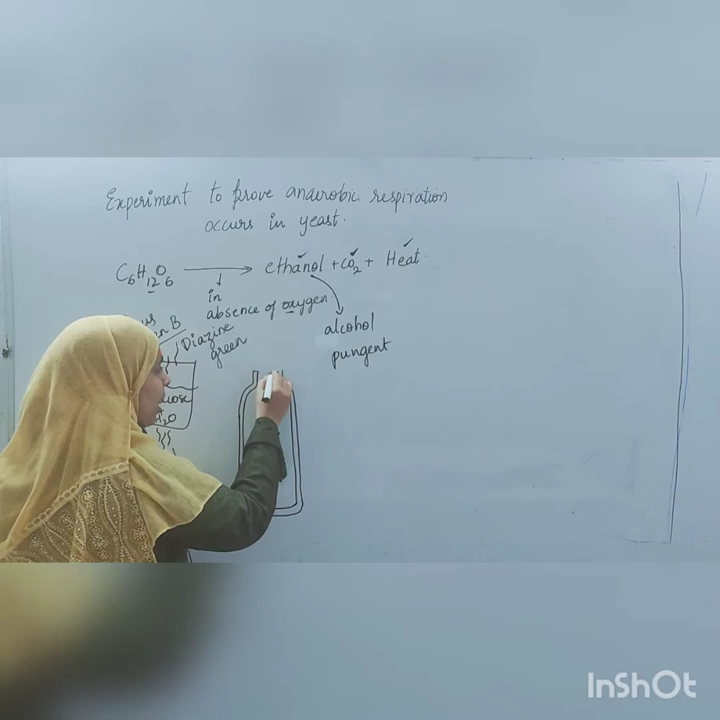 Experiment to prove anaerobic respiration
occurs in yeast.
C6H12O6 → ethanol + CO2 + Heat.
in
absence of oxygen
Diazine
green
alcohol
pungent
B
H2O
InShOt